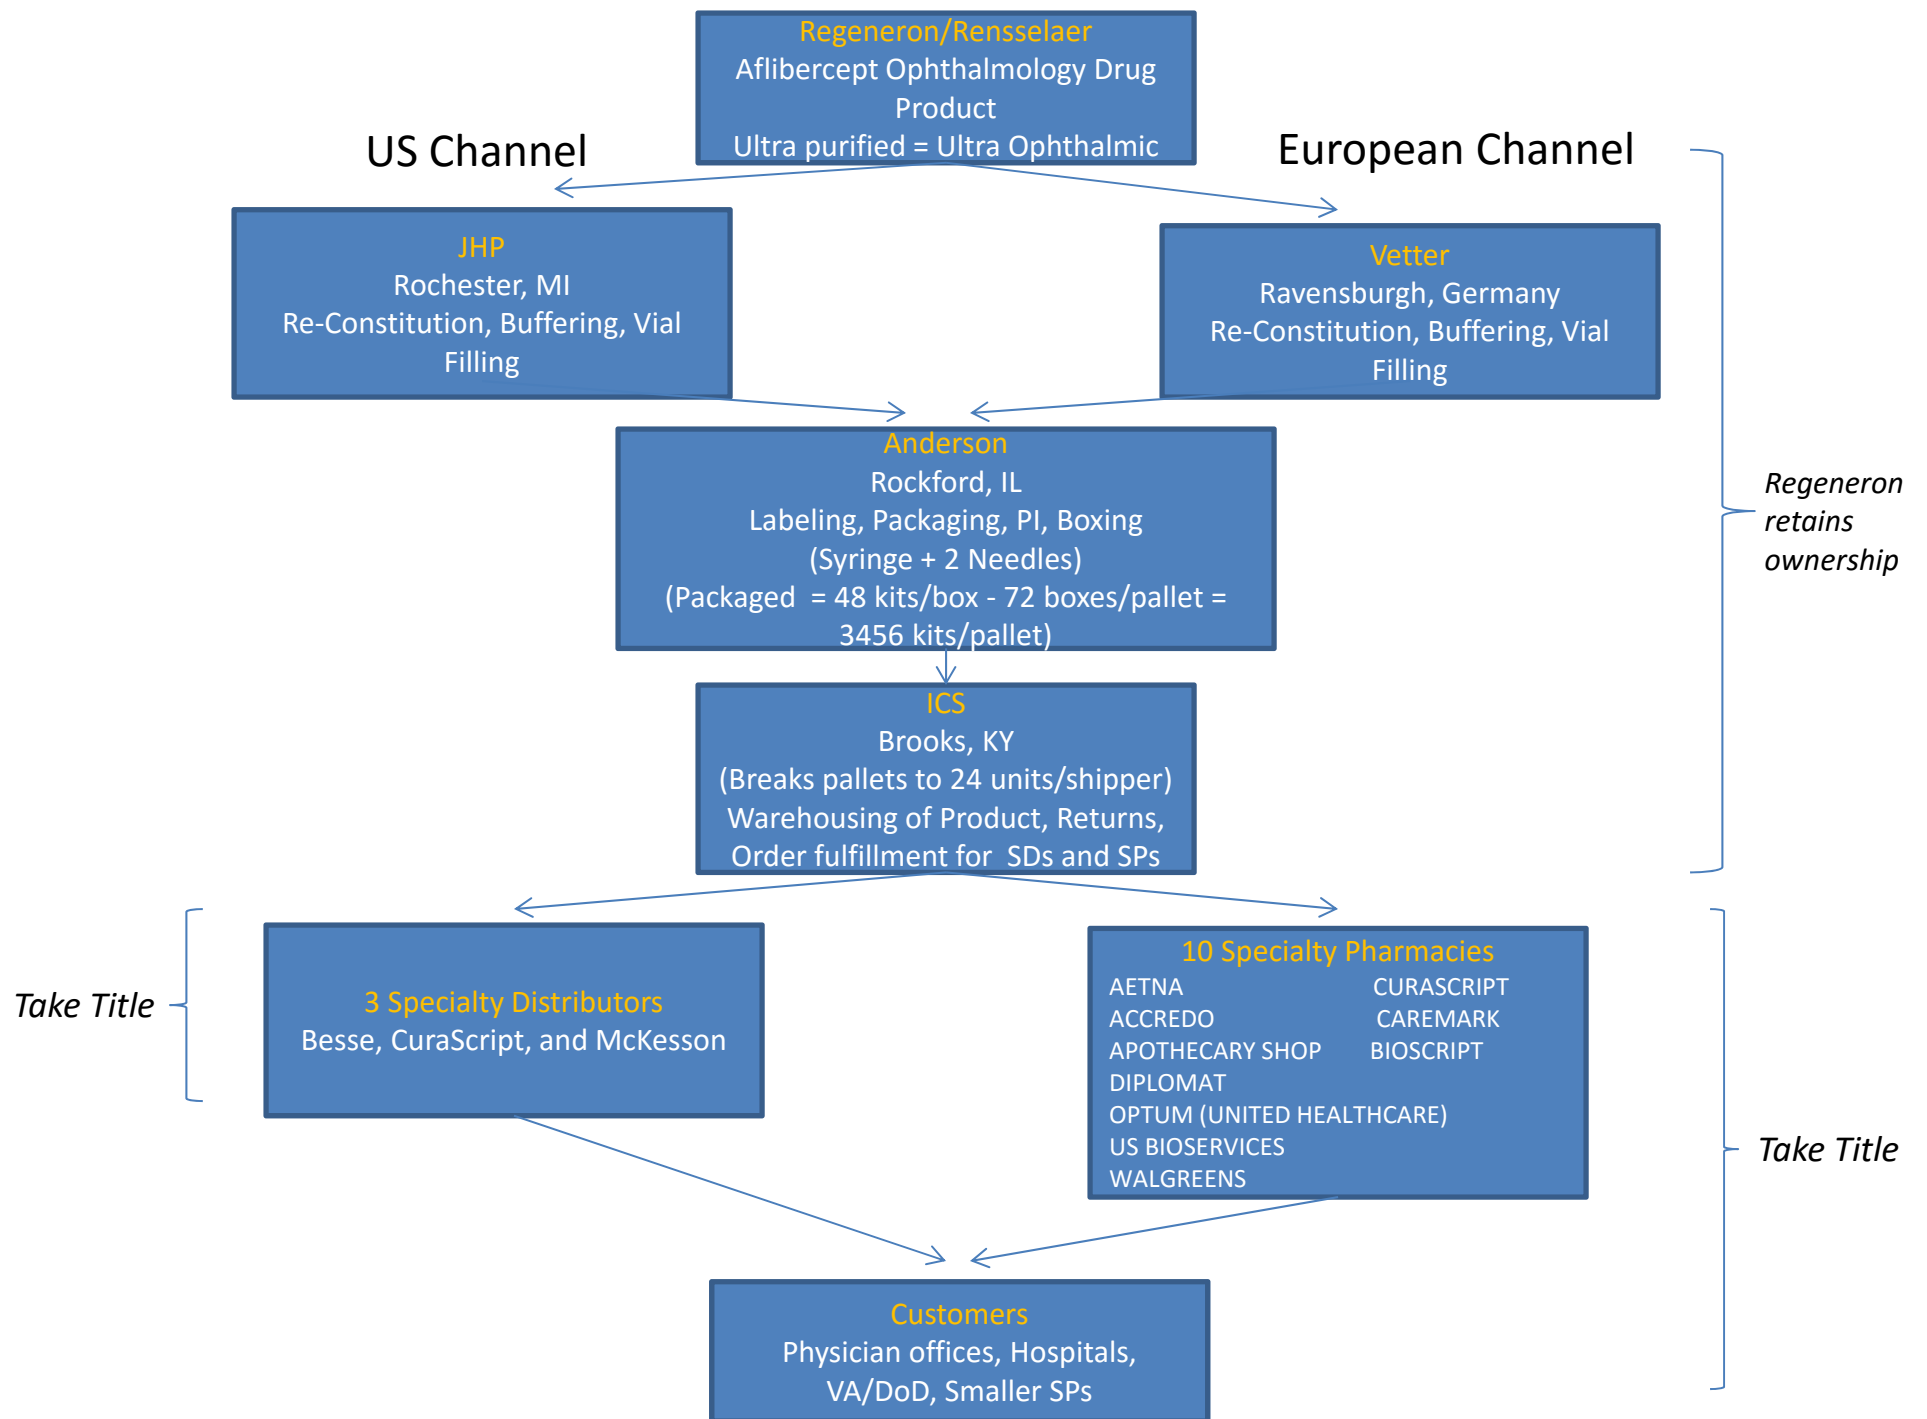 Regeneron/Rensselaer
Aflibercept Ophthalmology Drug
Product
Ultra purified = Ultra Ophthalmic
US Channel
European Channel
JHP
Rochester, MI
Re-Constitution, Buffering, Vial
Filling
Vetter
Ravensburgh, Germany
Re-Constitution, Buffering, Vial
Filling
Anderson
Rockford, IL
Labeling, Packaging, PI, Boxing
(Syringe + 2 Needles)
(Packaged = 48 kits/box - 72 boxes/pallet =
3456 kits/pallet)
Regeneron
retains
ownership
ICS
Brooks, KY
(Breaks pallets to 24 units/shipper)
Warehousing of Product, Returns,
Order fulfillment for SDs and SPs
Take Title
3 Specialty Distributors
Besse, CuraScript, and McKesson
10 Specialty Pharmacies
AETNA CURASCRIPT
ACCREDO CAREMARK
APOTHECARY SHOP BIOSCRIPT
DIPLOMAT
OPTUM (UNITED HEALTHCARE)
US BIOSERVICES
WALGREENS
Take Title
Customers
Physician offices, Hospitals,
VA/DoD, Smaller SPs